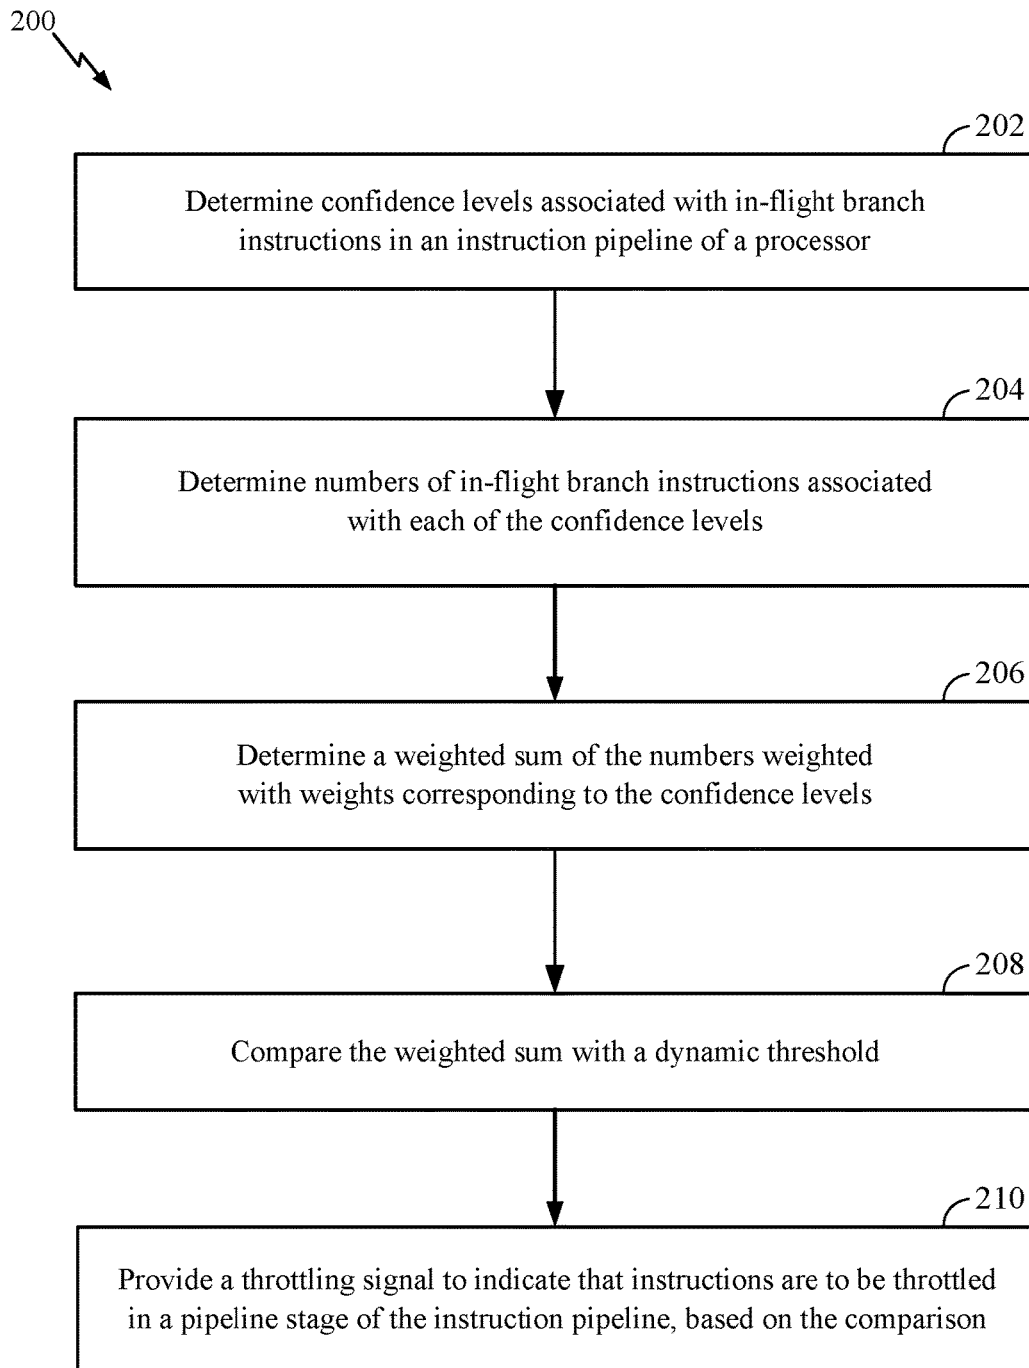 200
202
Determine confidence levels associated with in-flight branch
instructions in an instruction pipeline of a processor
204
Determine numbers of in-flight branch instructions associated
with each of the confidence levels
206
Determine a weighted sum of the numbers weighted
with weights corresponding to the confidence levels
208
Compare the weighted sum with a dynamic threshold
210
Provide a throttling signal to indicate that instructions are to be throttled
in a pipeline stage of the instruction pipeline, based on the comparison